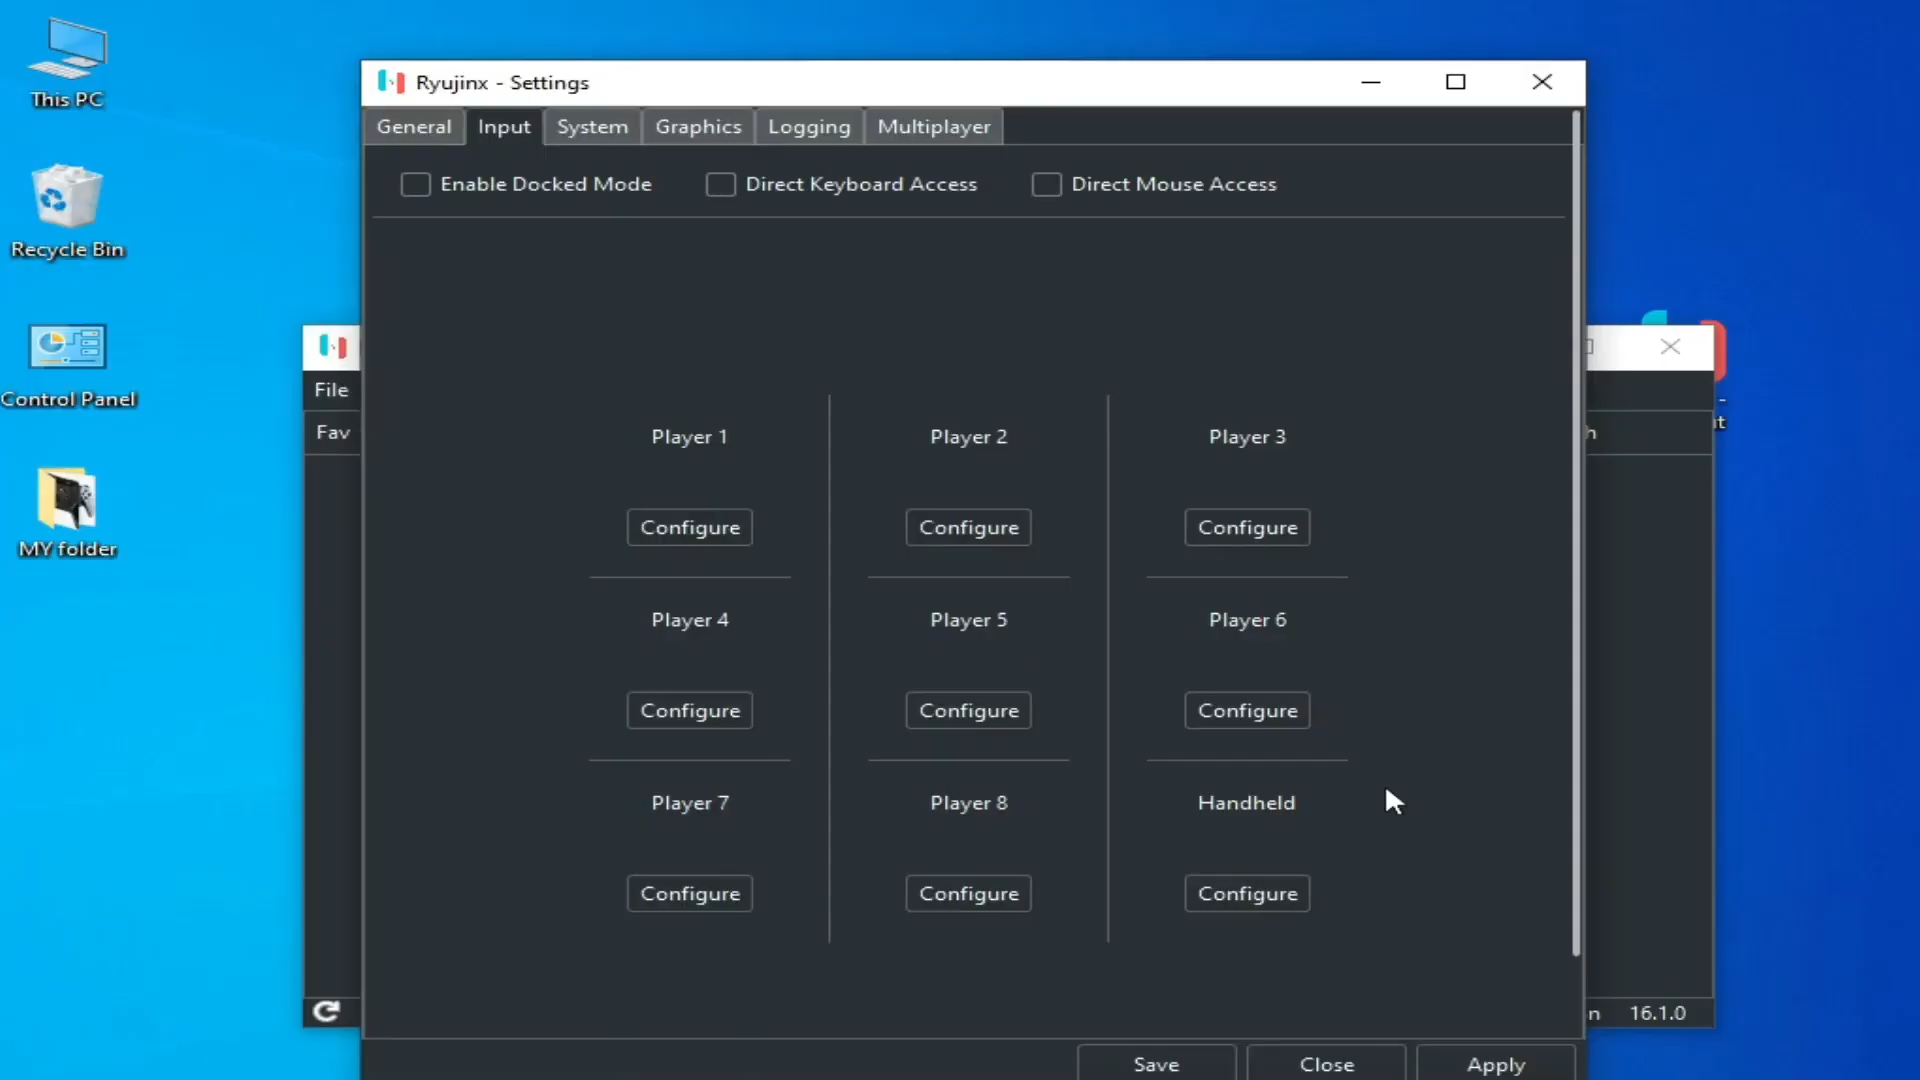 This PC
Recycle Bin
Control Panel
MY folder
Ryujinx - Settings
General Input System Graphics Logging Multiplayer
Enable Docked Mode Direct Keyboard Access Direct Mouse Access
Player 1 Player 2 Player 3
Configure Configure Configure
Player 4 Player 5 Player 6
Configure Configure Configure
Player 7 Player 8 Handheld
Configure Configure Configure
Save Close Apply
File
Fav
16.1.0